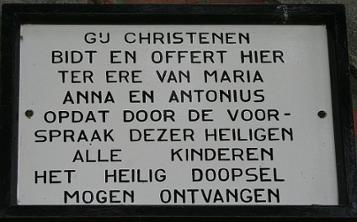 GIJ CHRISTENEN
BIDT EN OFFERT HIER
TER ERE VAN MARIA
ANNA EN ANTONIUS
OPDAT DOOR DE VOOR-
SPRAAK DEZER HEILIGEN
ALLE KINDEREN
HET HEILIG DOOPSEL
MOGEN ONTVANGEN